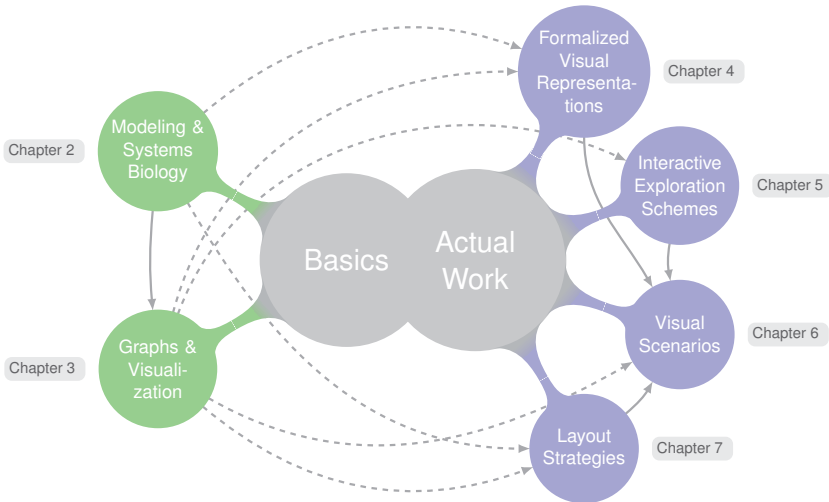 Formalized
Visual
Representa-
tions
Chapter 4
Modeling &
Systems
Biology
Chapter 2
Interactive
Exploration
Schemes
Chapter 5
Basics
Actual
Work
Graphs &
Visuali-
zation
Chapter 3
Visual
Scenarios
Chapter 6
Layout
Strategies
Chapter 7